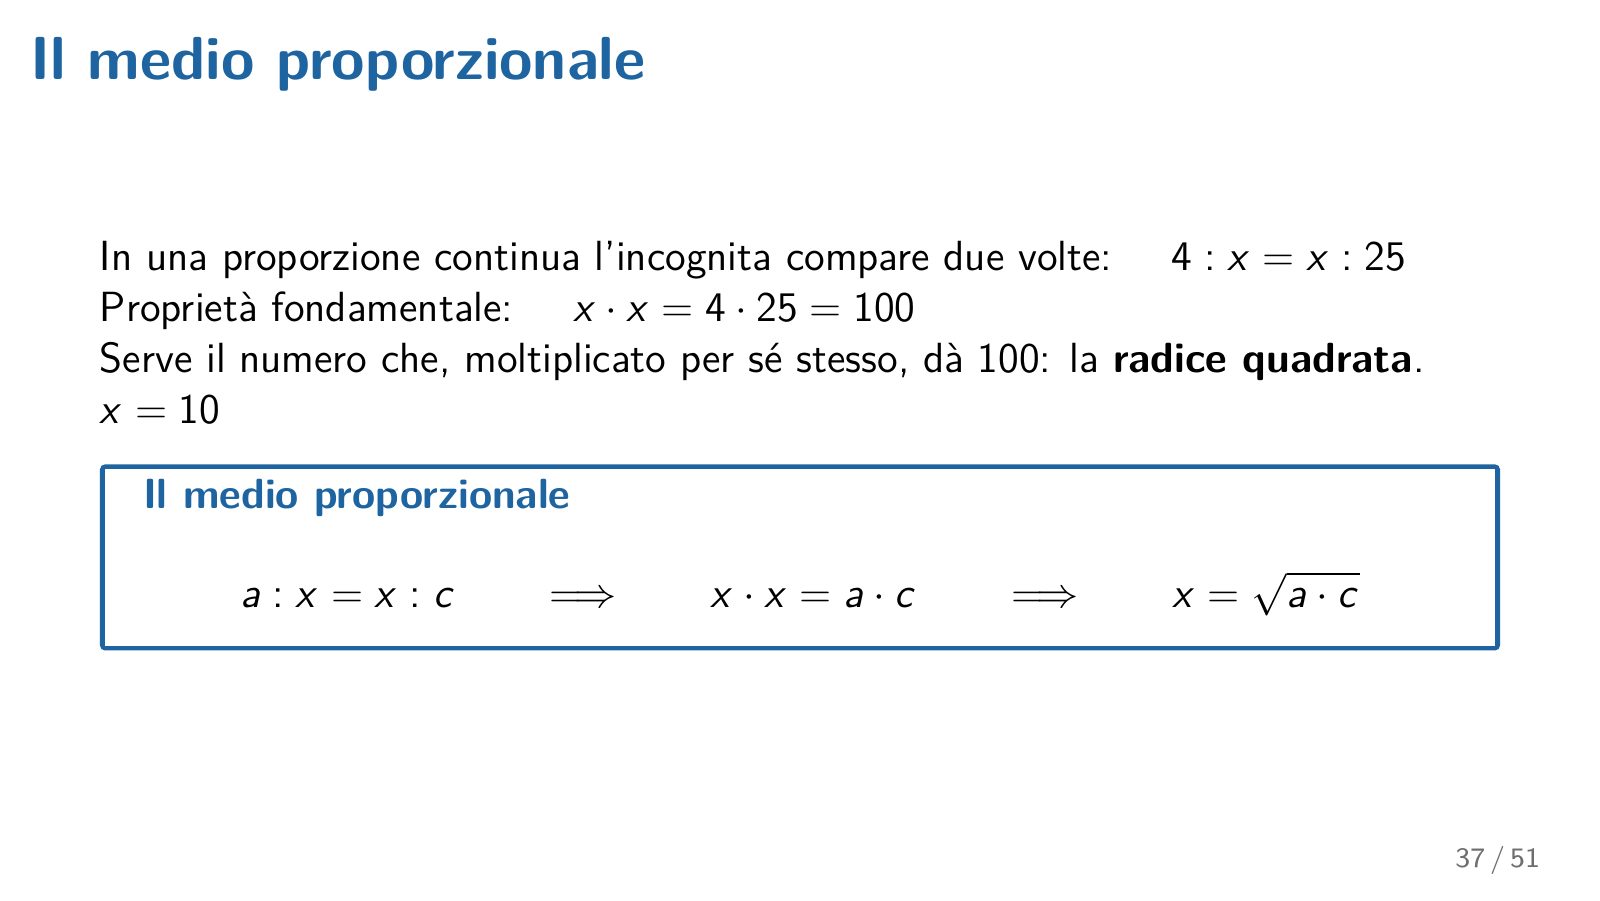 Il medio proporzionale
In una proporzione continua l'incognita compare due volte: 4 : x = x : 25
Proprietà fondamentale: x · x = 4 · 25 = 100
Serve il numero che, moltiplicato per sé stesso, dà 100: la radice quadrata.
x = 10
Il medio proporzionale
a : x = x : c ⟹ x · x = a · c ⟹ x = √(a · c)
37 / 51